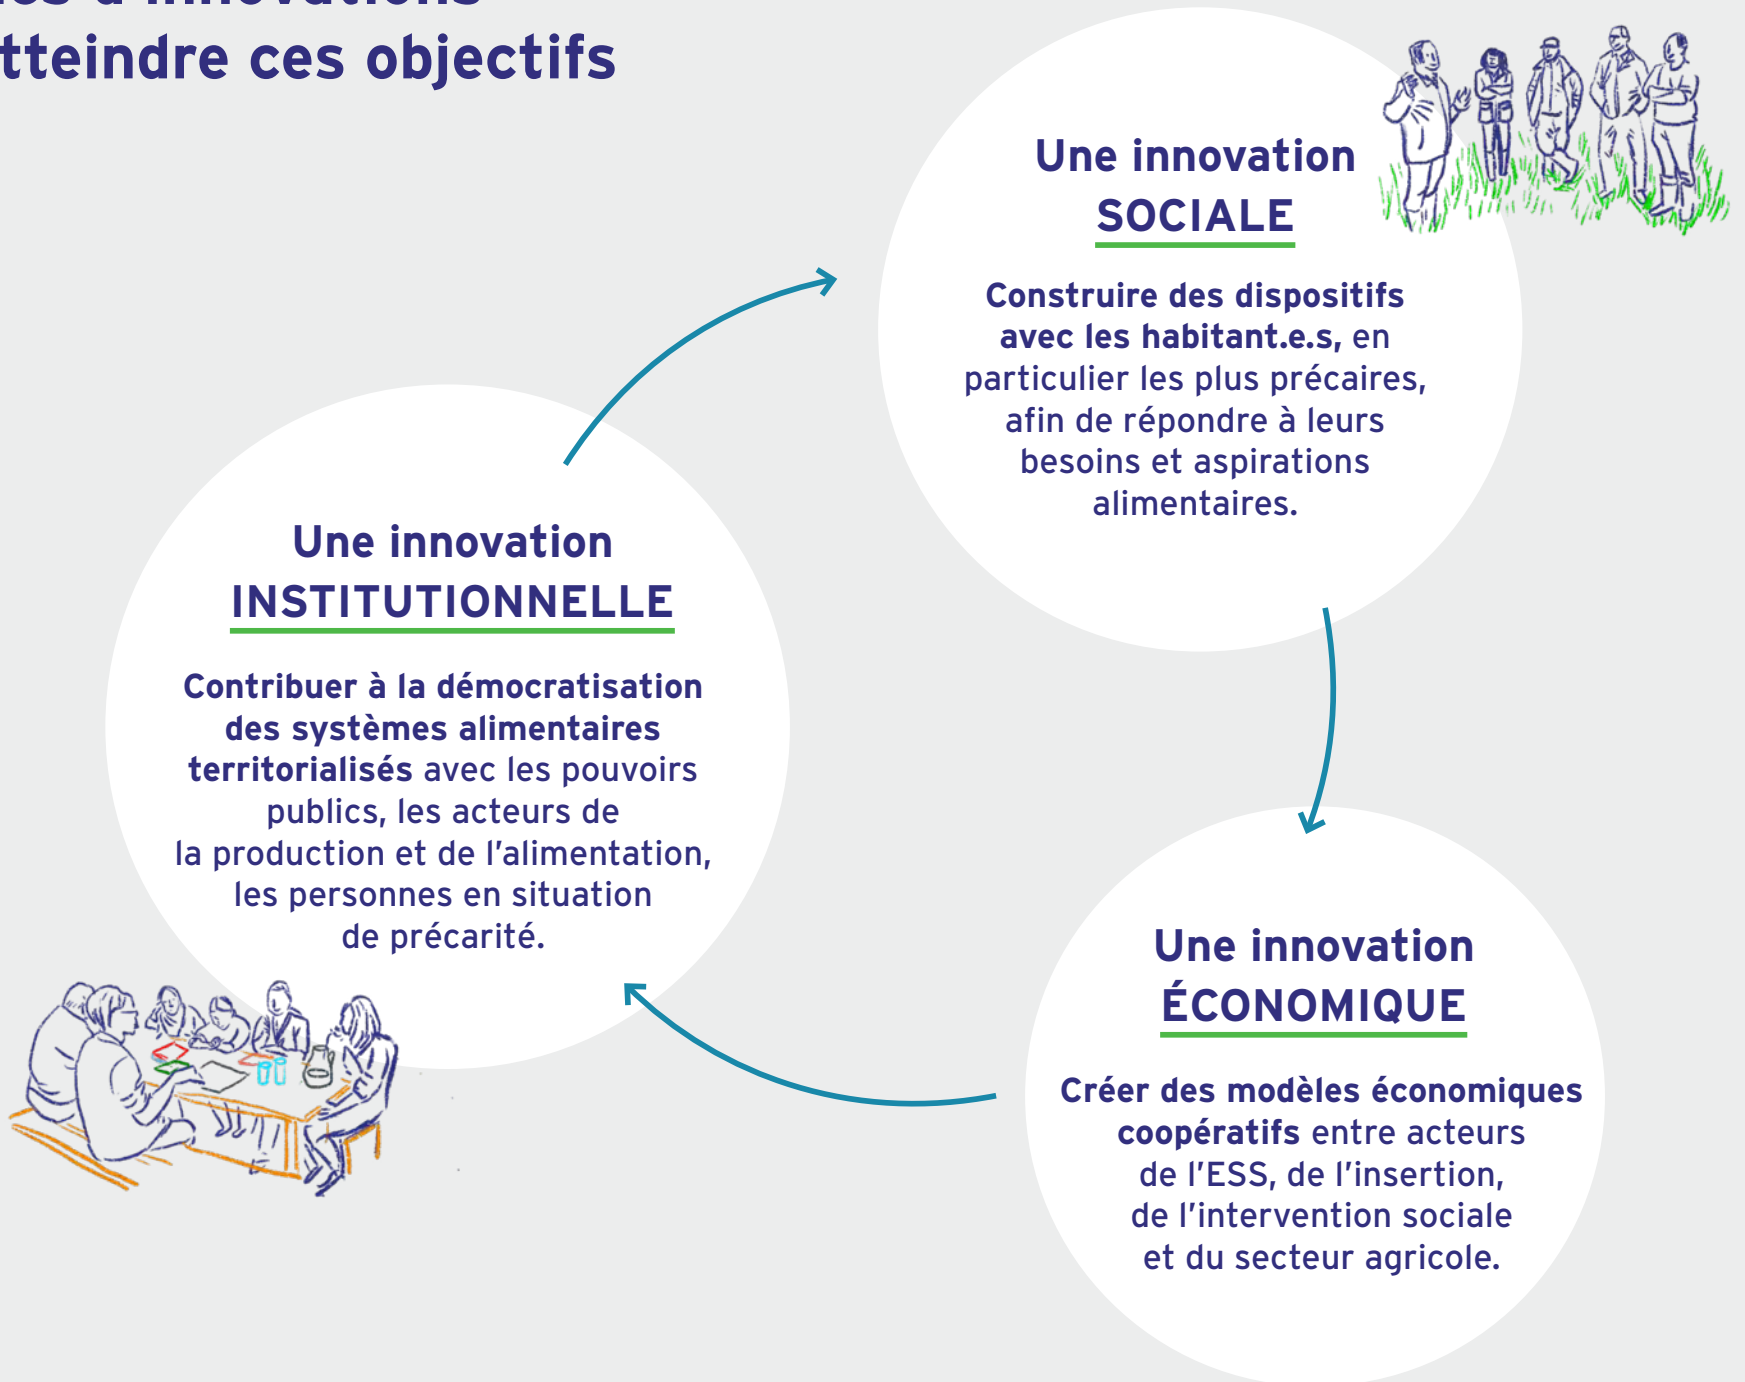 d'innovations
tteindre ces objectifs
Une innovation
SOCIALE
Construire des dispositifs
avec les habitant.e.s, en
particulier les plus précaires,
afin de répondre à leurs
besoins et aspirations
alimentaires.
Une innovation
INSTITUTIONNELLE
Contribuer à la démocratisation
des systèmes alimentaires
territorialisés avec les pouvoirs
publics, les acteurs de
la production et de l'alimentation,
les personnes en situation
de précarité.
Une innovation
ÉCONOMIQUE
Créer des modèles économiques
coopératifs entre acteurs
de l'ESS, de l'insertion,
de l'intervention sociale
et du secteur agricole.